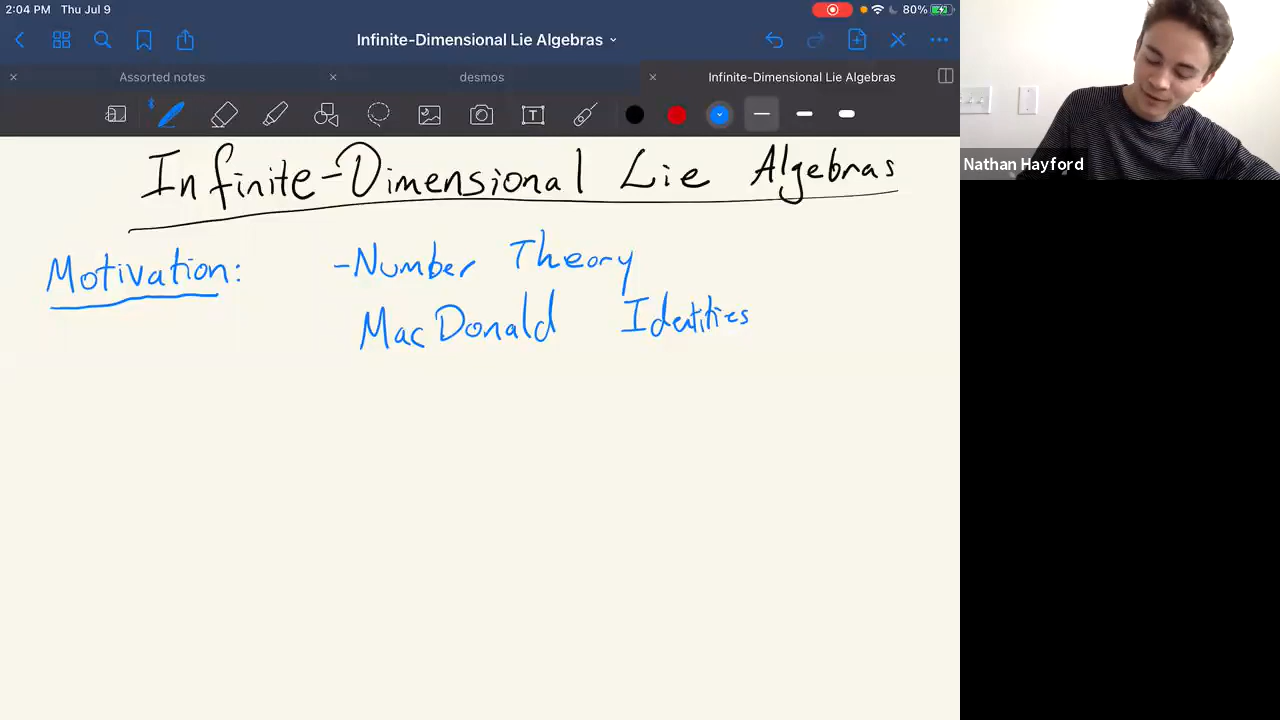 2:04 PM Thu Jul 9
80%
Infinite-Dimensional Lie Algebras
Assorted notes
desmos
Infinite-Dimensional Lie Algebras
T
Nathan Hayford
Infinite-Dimensional Lie Algebras
Motivation: -Number Theory
MacDonald Identities